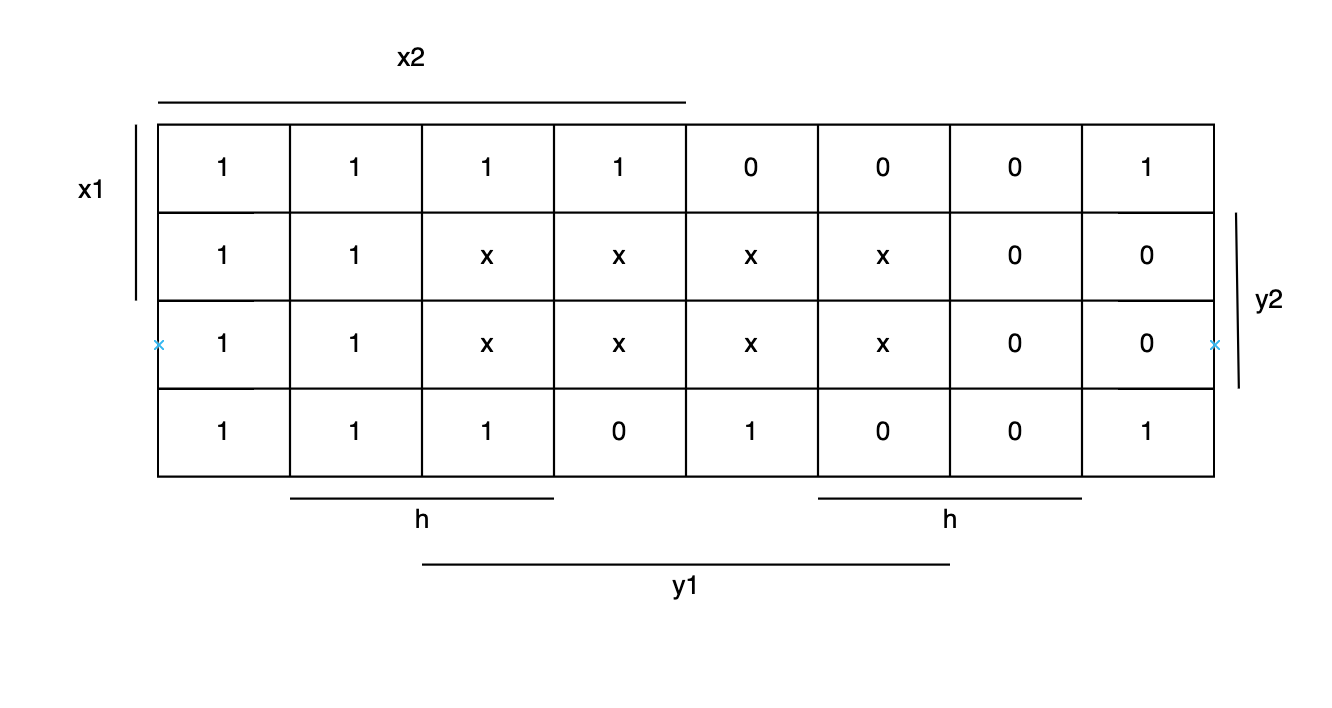 x2
x1
1 1 1 1 0 0 0 1
1 1 x x x x 0 0
y2
1 1 x x x x 0 0
1 1 1 0 1 0 0 1
h h
y1